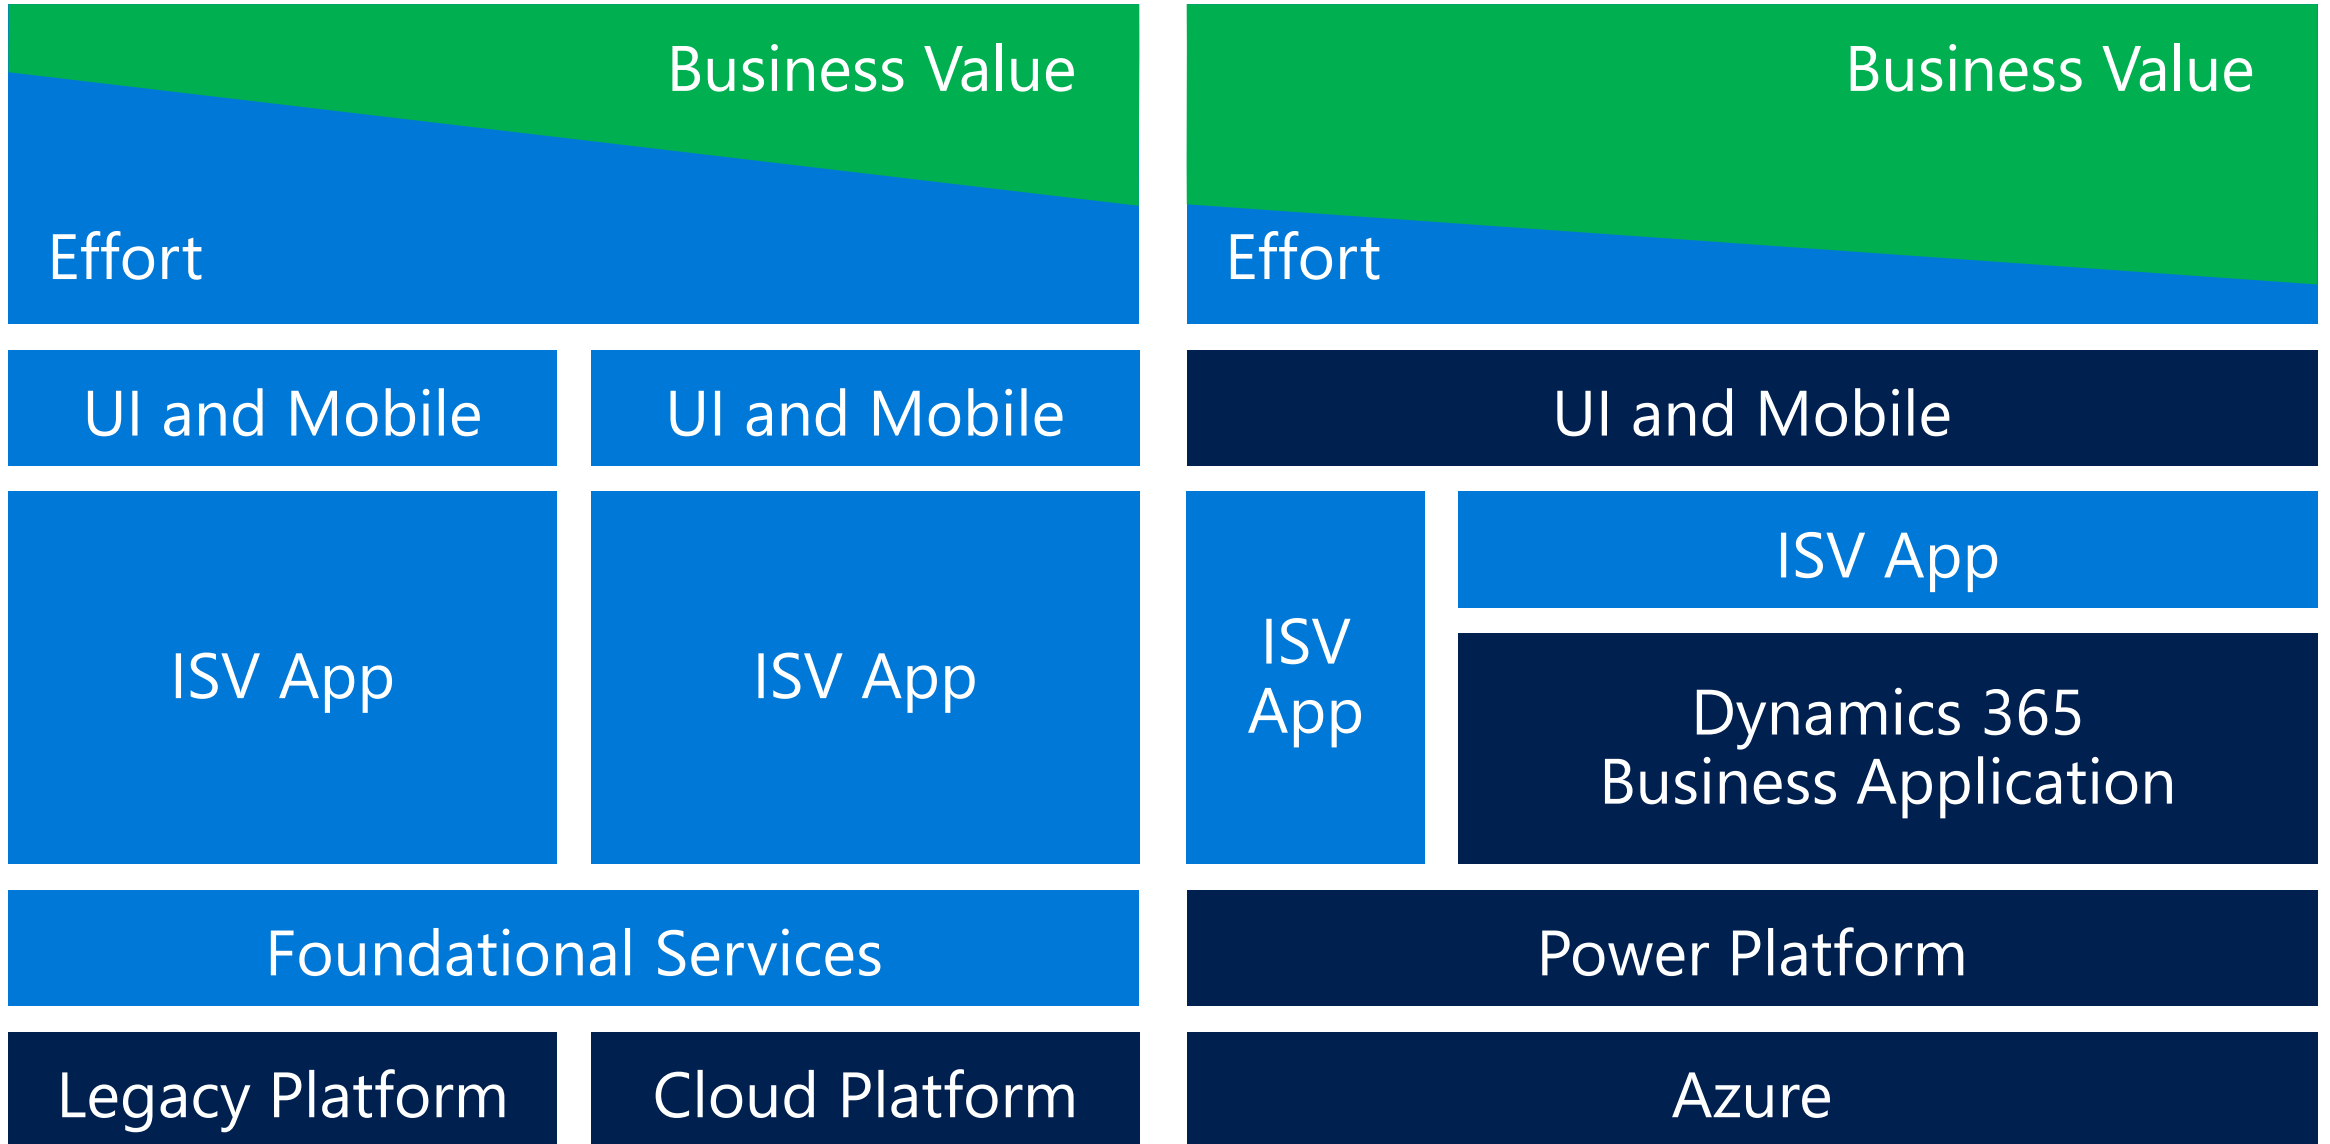 Business Value
Effort
Business Value
Effort
UI and Mobile
UI and Mobile
UI and Mobile
ISV App
ISV App
ISV
App
ISV App
Dynamics 365
Business Application
Foundational Services
Power Platform
Legacy Platform
Cloud Platform
Azure